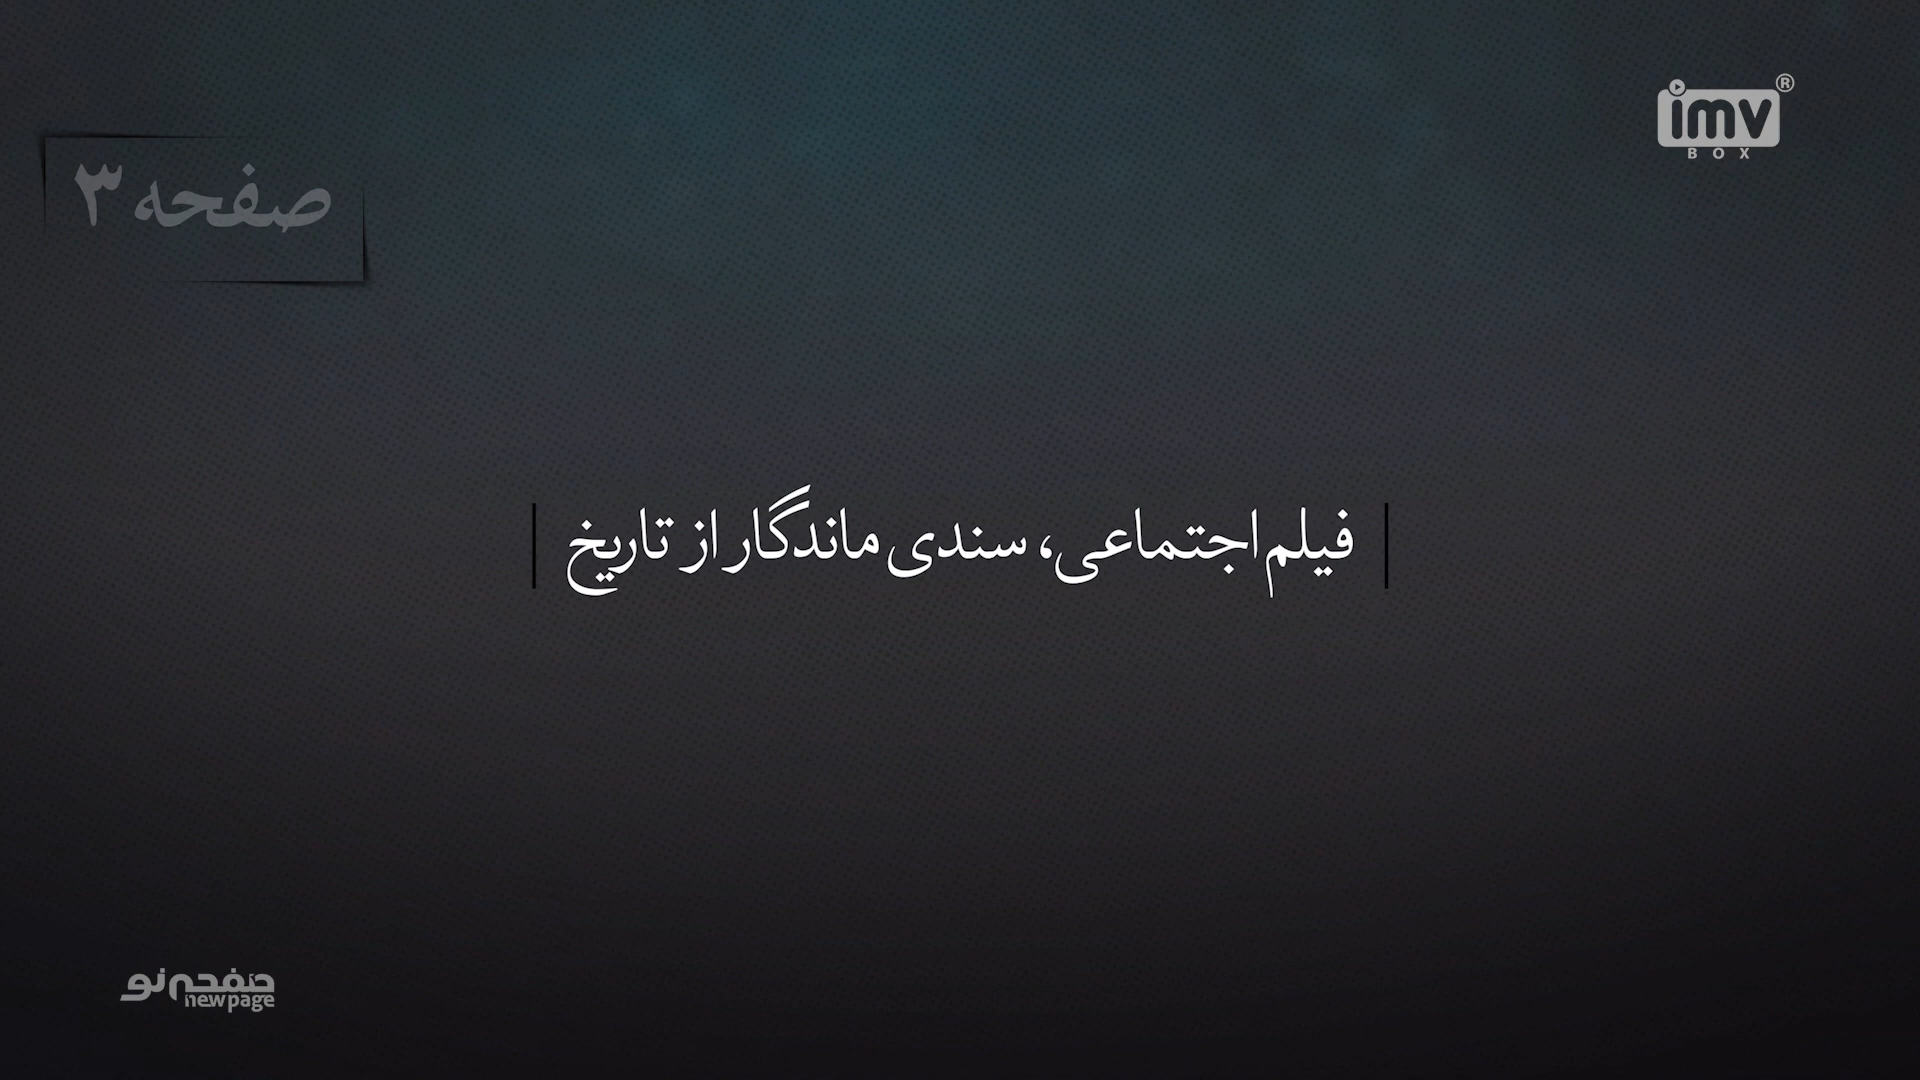 imv®
BOX
صفحه ۳
فیلم اجتماعی، سندی ماندگار از تاریخ
صفحه نو
newpage